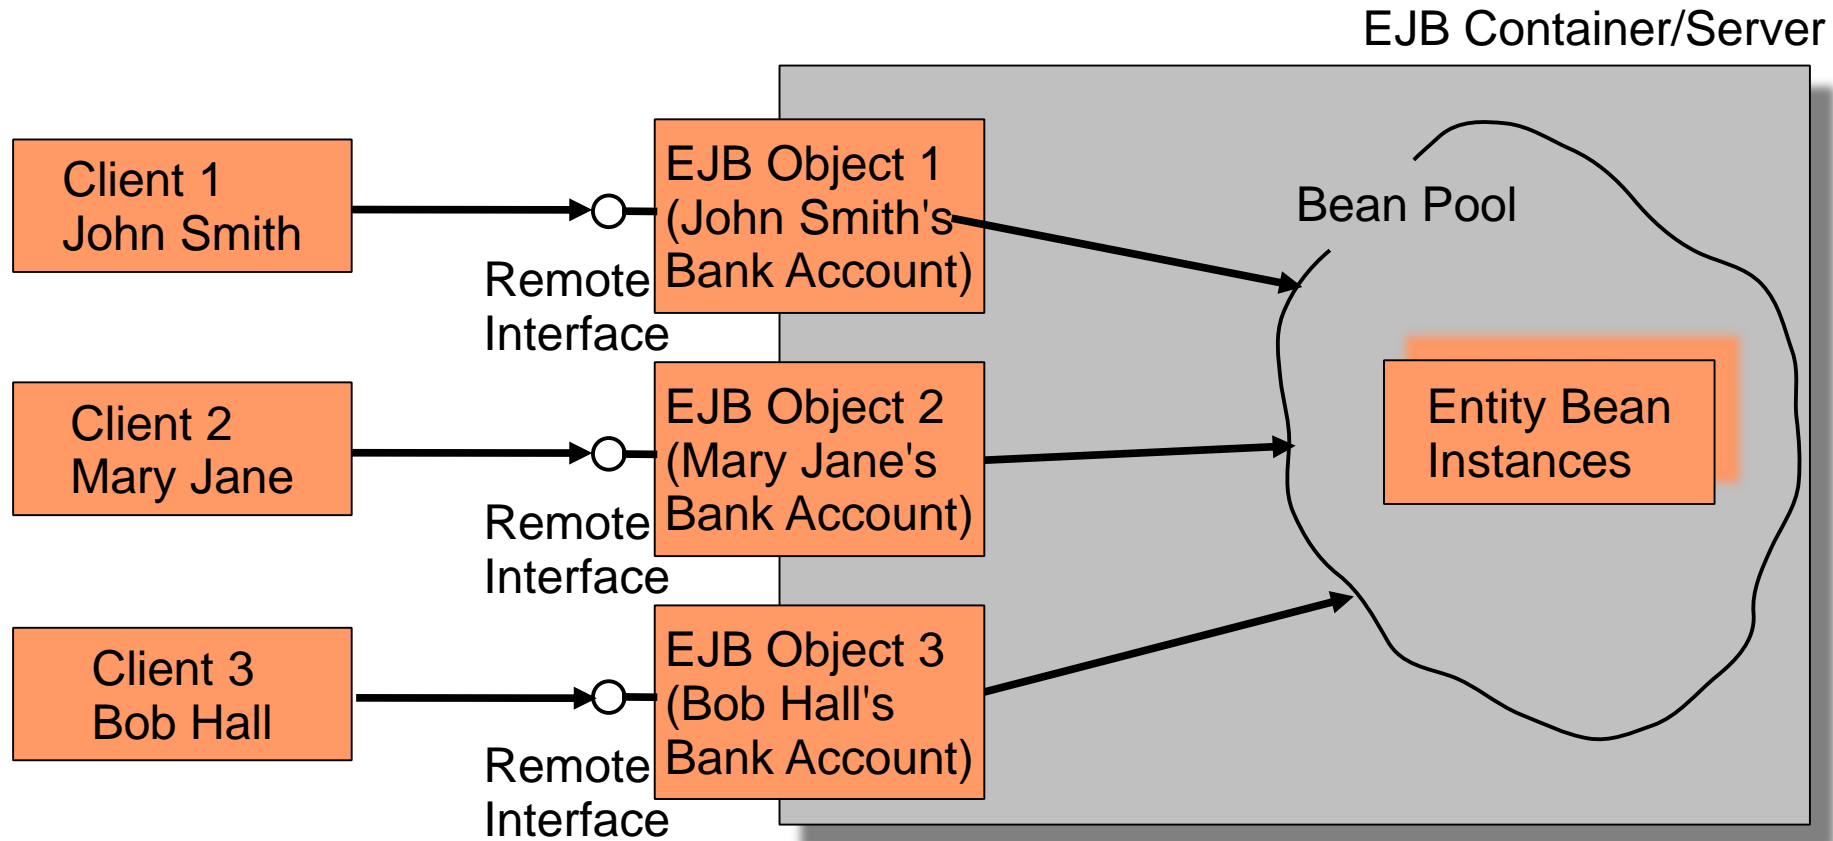 EJB Container/Server
Client 1
John Smith
Remote
Interface
EJB Object 1
(John Smith's
Bank Account)
Bean Pool
Client 2
Mary Jane
Remote
Interface
EJB Object 2
(Mary Jane's
Bank Account)
Entity Bean
Instances
Client 3
Bob Hall
Remote
Interface
EJB Object 3
(Bob Hall's
Bank Account)